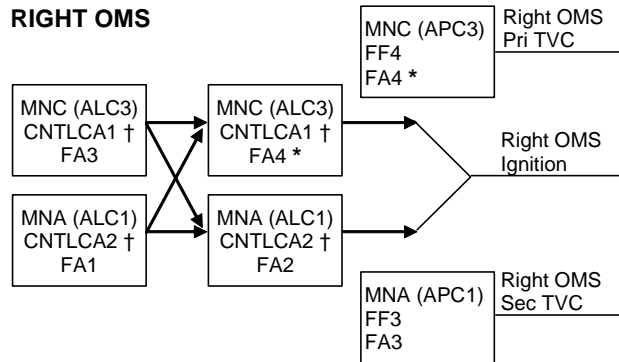 RIGHT OMS
MNC (APC3)
FF4
FA4 *
Right OMS
Pri TVC
MNC (ALC3)
CNTLCA1 †
FA3
MNC (ALC3)
CNTLCA1 †
FA4 *
Right OMS
Ignition
MNA (ALC1)
CNTLCA2 †
FA1
MNA (ALC1)
CNTLCA2 †
FA2
MNA (APC1)
FF3
FA3
Right OMS
Sec TVC